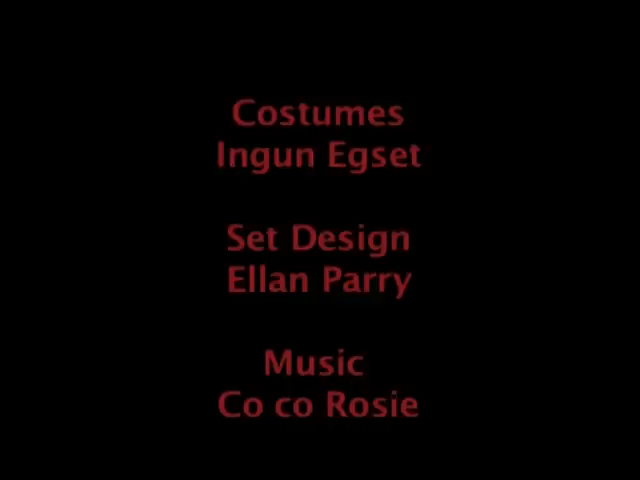 Costumes
Ingun Egset
Set Design
Ellan Parry
Music
Co co Rosie